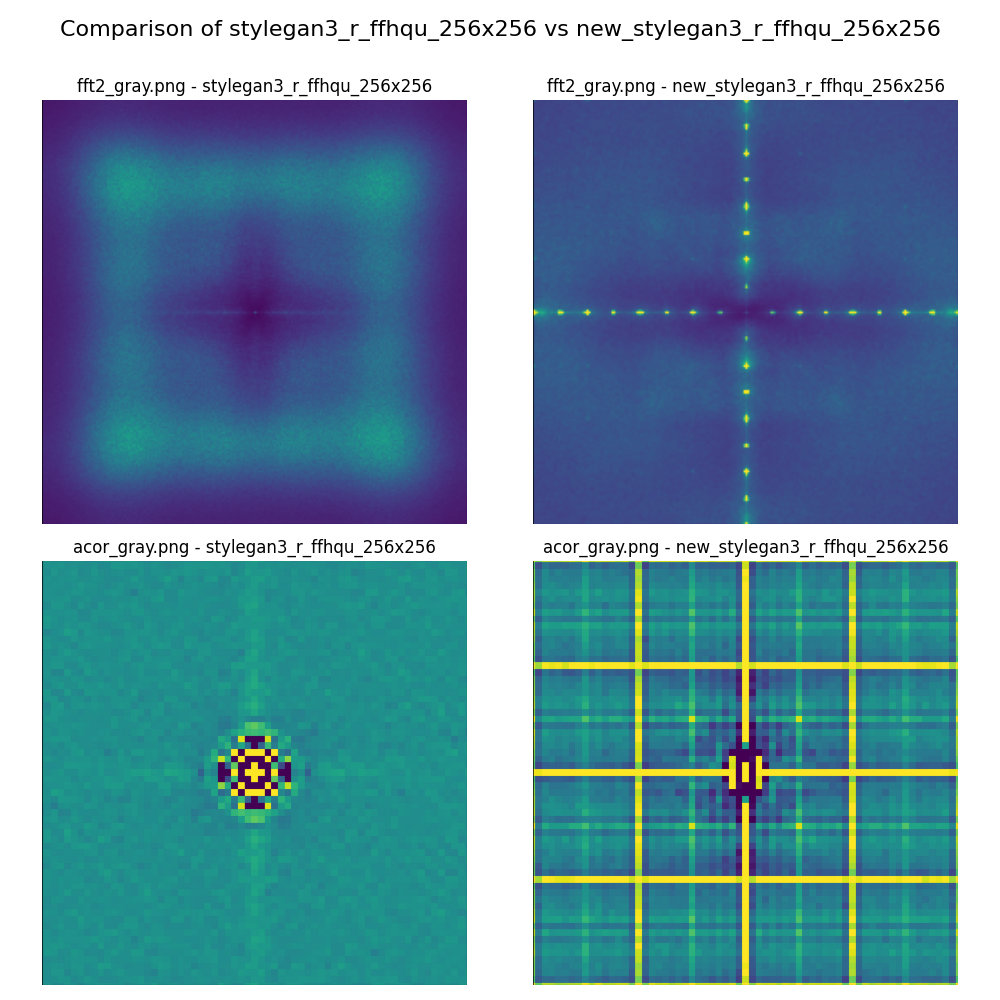 Comparison of stylegan3_r_ffhqu_256x256 vs new_stylegan3_r_ffhqu_256x256
fft2_gray.png - stylegan3_r_ffhqu_256x256
fft2_gray.png - new_stylegan3_r_ffhqu_256x256
acor_gray.png - stylegan3_r_ffhqu_256x256
acor_gray.png - new_stylegan3_r_ffhqu_256x256